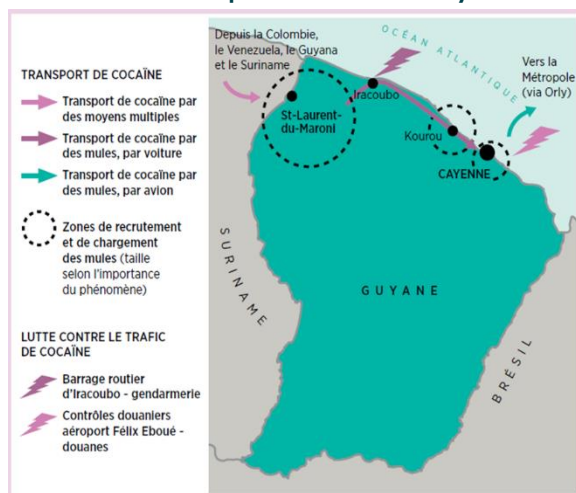 TRANSPORT DE COCAÏNE
Transport de cocaïne par
des moyens multiples
Transport de cocaïne par
des mules, par voiture
Transport de cocaïne par
des mules, par avion
Zones de recrutement
et de chargement
des mules (taille
selon l'importance
du phénomène)
LUTTE CONTRE LE TRAFIC
DE COCAÏNE
Barrage routier
d'Iracoubo - gendarmerie
Contrôles douaniers
aéroport Félix Eboué -
douanes
Depuis la Colombie,
le Venezuela, le Guyana
et le Suriname
OCÉAN ATLANTIQUE
Vers la
Métropole
(via Orly)
Iracoubo
St-Laurent-
du-Maroni
Kourou
CAYENNE
SURINAME
GUYANE
BRÉSIL